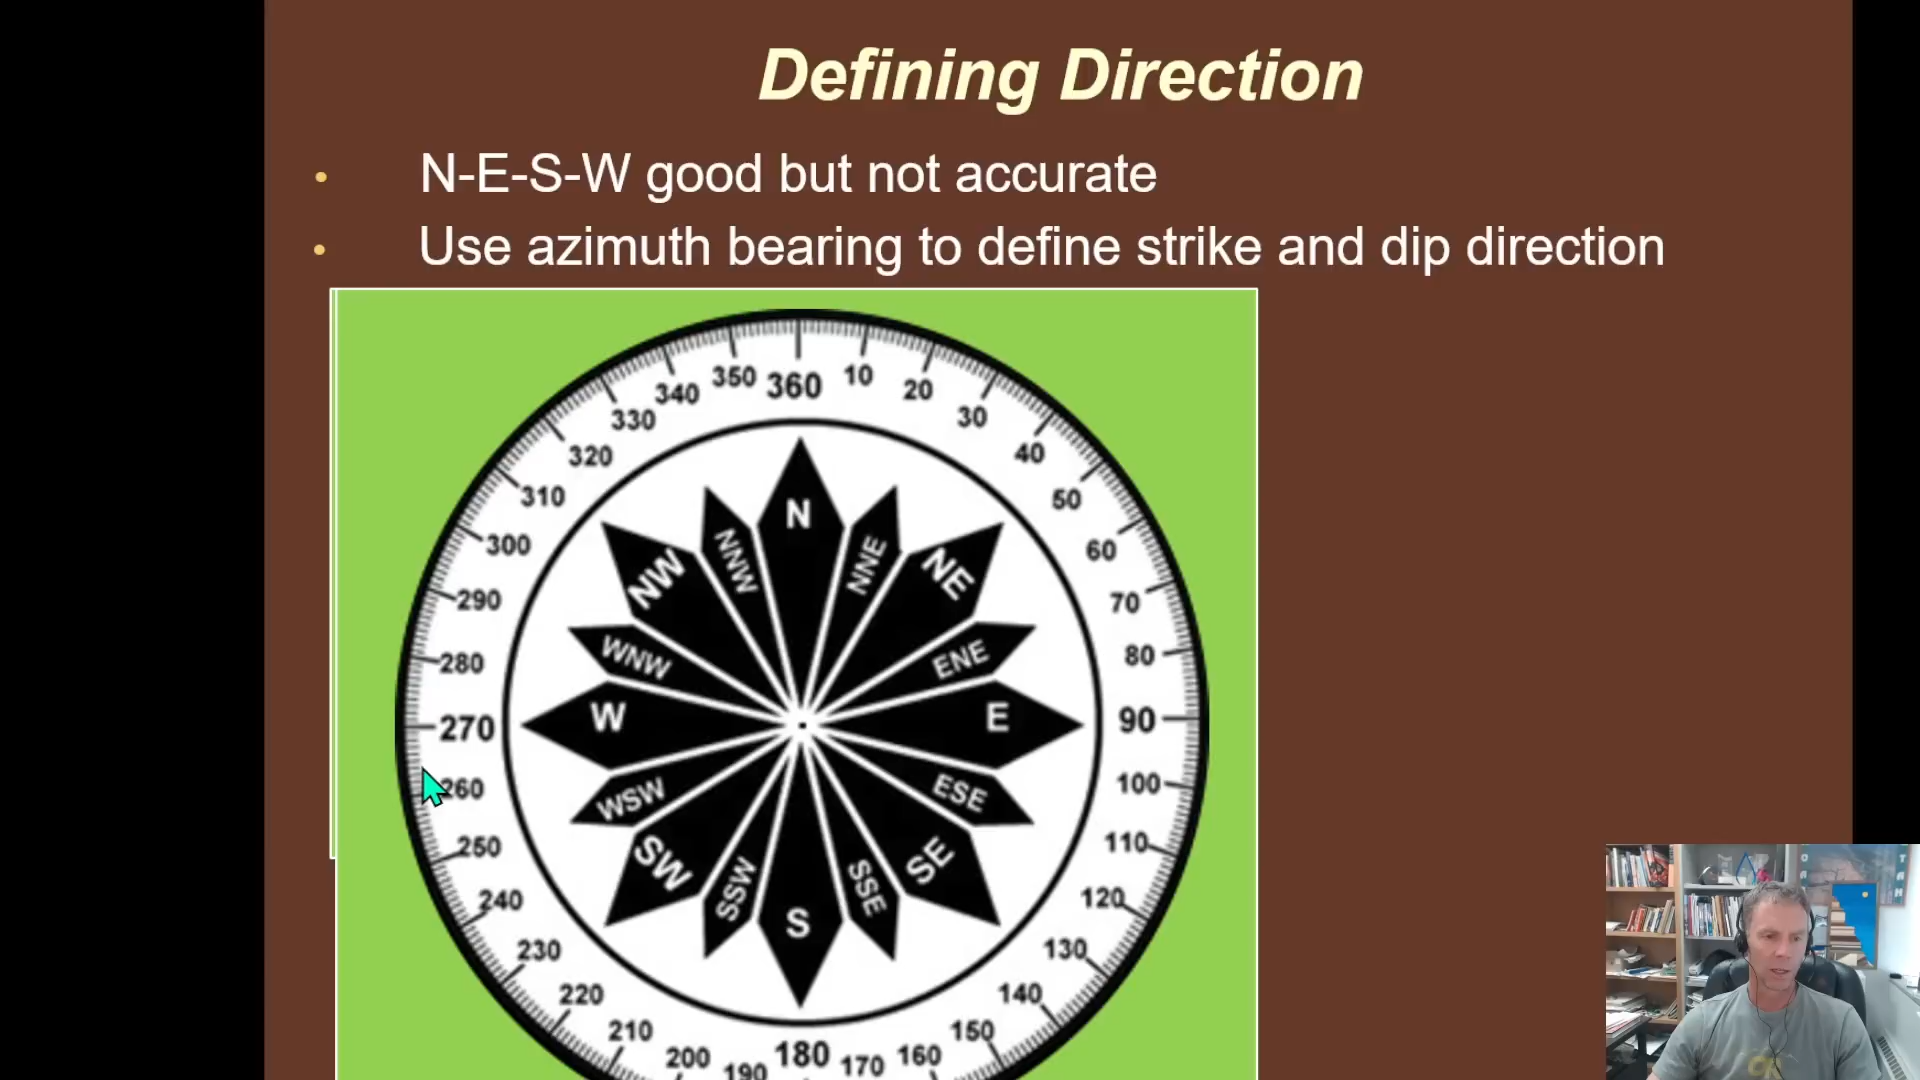 Defining Direction
• N-E-S-W good but not accurate
• Use azimuth bearing to define strike and dip direction
350 360 10
340 20
330 30
320 40
310 50
300 60
290 70
280 80
270 90
260 100
250 110
240 120
230 130
220 140
210 150
200 190 180 170 160
N
NNW NNE
NW NE
WNW ENE
W E
WSW ESE
SW SE
SSW SSE
S